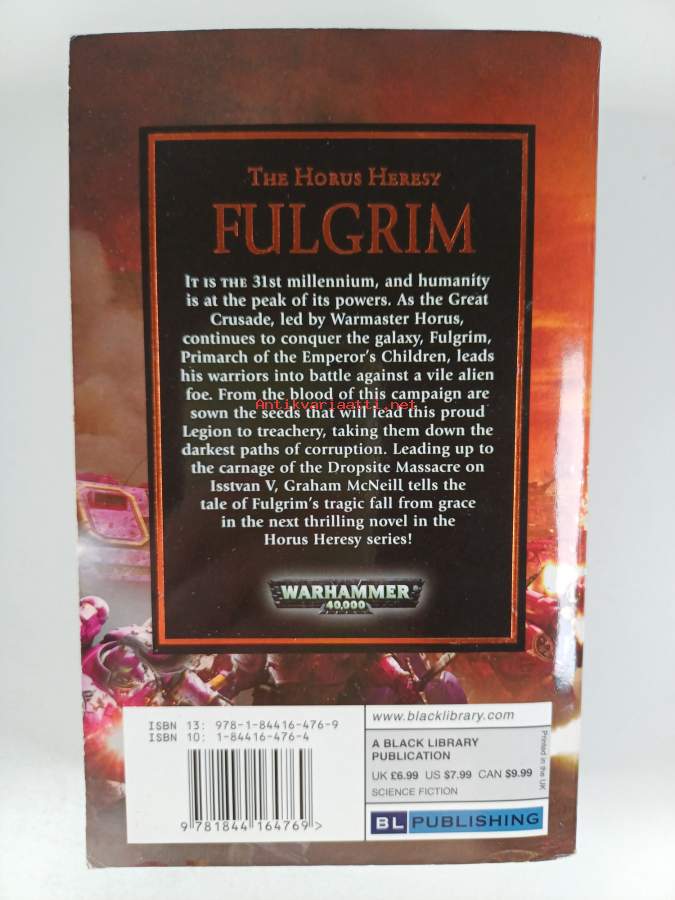 THE HORUS HERESY
FULGRIM
IT IS THE 31st millennium, and humanity
is at the peak of its powers. As the Great
Crusade, led by Warmaster Horus,
continues to conquer the galaxy, Fulgrim,
Primarch of the Emperor's Children, leads
his warriors into battle against a vile alien
foe. From the blood of this campaign are
Antikvariaatti.net
sown the seeds that will lead this proud
Legion to treachery, taking them down the
darkest paths of corruption. Leading up to
the carnage of the Dropsite Massacre on
Isstvan V, Graham McNeill tells the
tale of Fulgrim's tragic fall from grace
in the next thrilling novel in the
Horus Heresy series!
WARHAMMER
40,000
ISBN 13: 978-1-84416-476-9
ISBN 10: 1-84416-476-4
9 781844 164769 >
www.blacklibrary.com
A BLACK LIBRARY
PUBLICATION
UK £6.99 US $7.99 CAN $9.99
SCIENCE FICTION
BL PUBLISHING
Printed in the UK